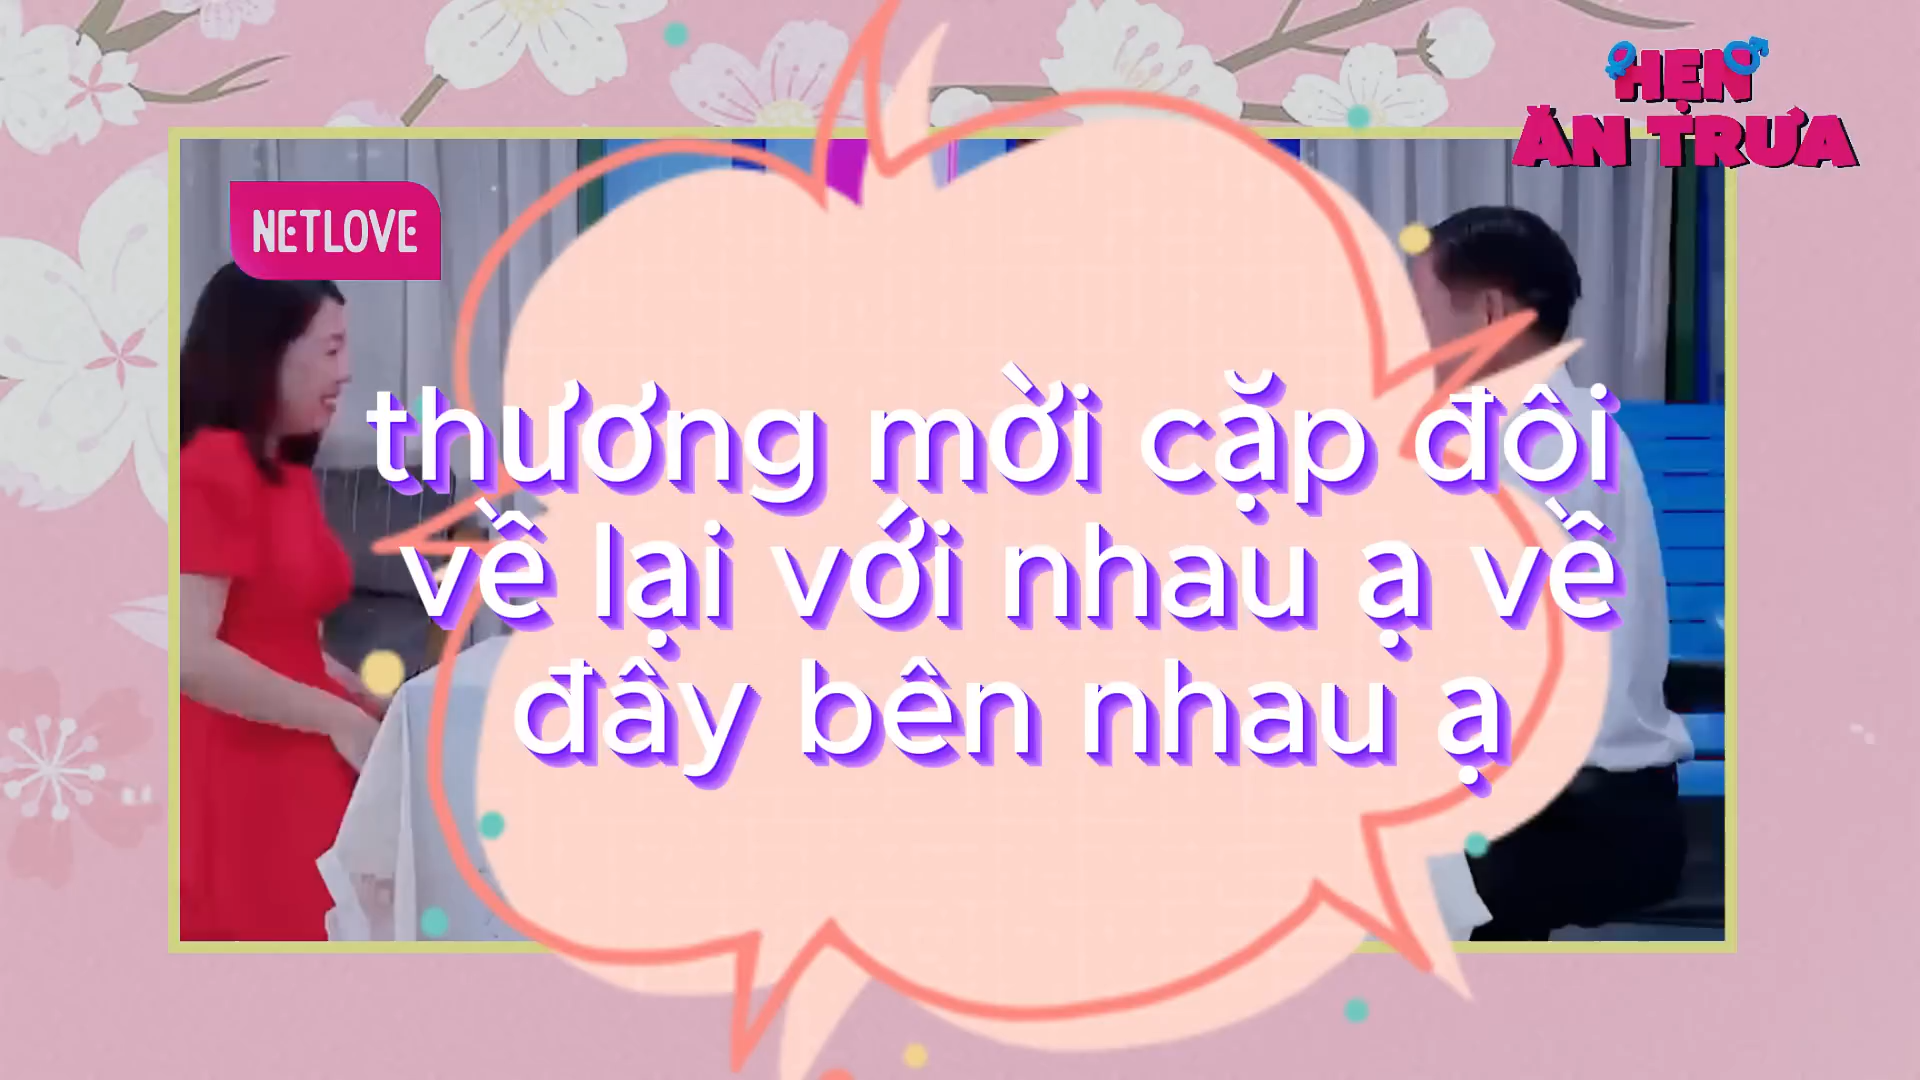 HẸN
ĂN TRƯA
NETLOVE
thương mời cặp đôi
về lại với nhau ạ về
đây bên nhau ạ